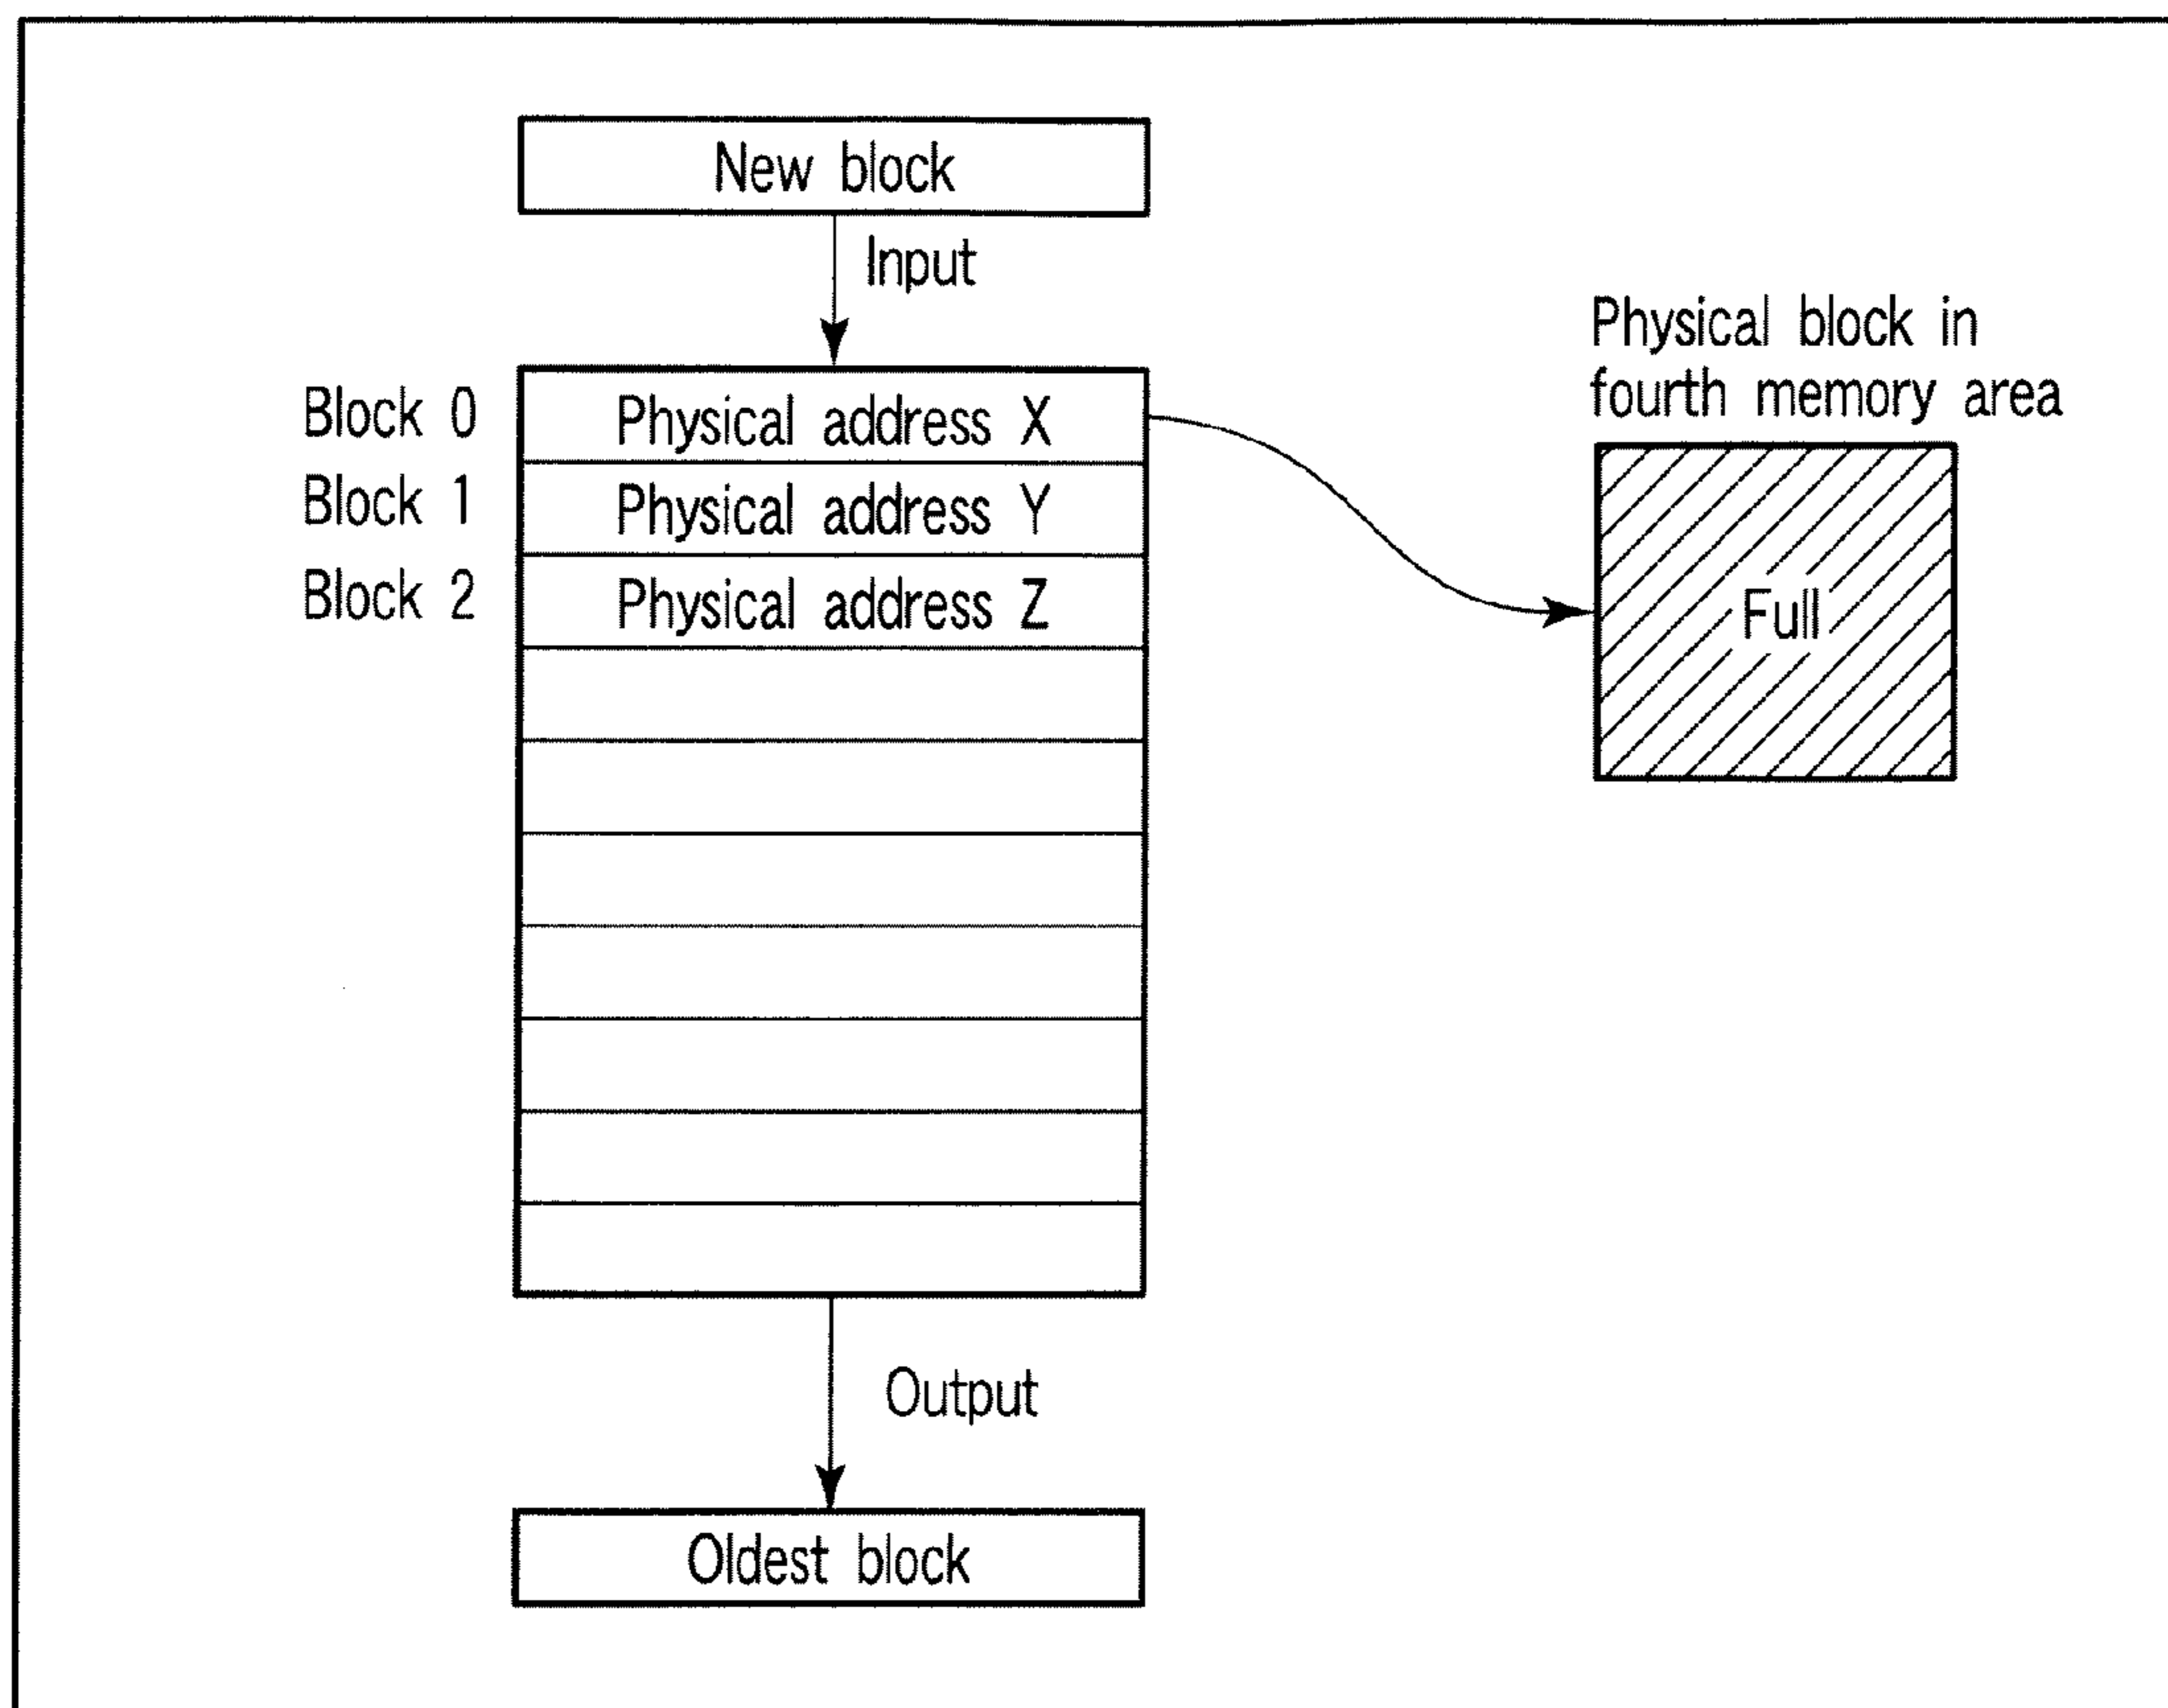 New block
Input
Physical block in
fourth memory area
Block 0 Physical address X
Block 1 Physical address Y
Block 2 Physical address Z
Full
Output
Oldest block